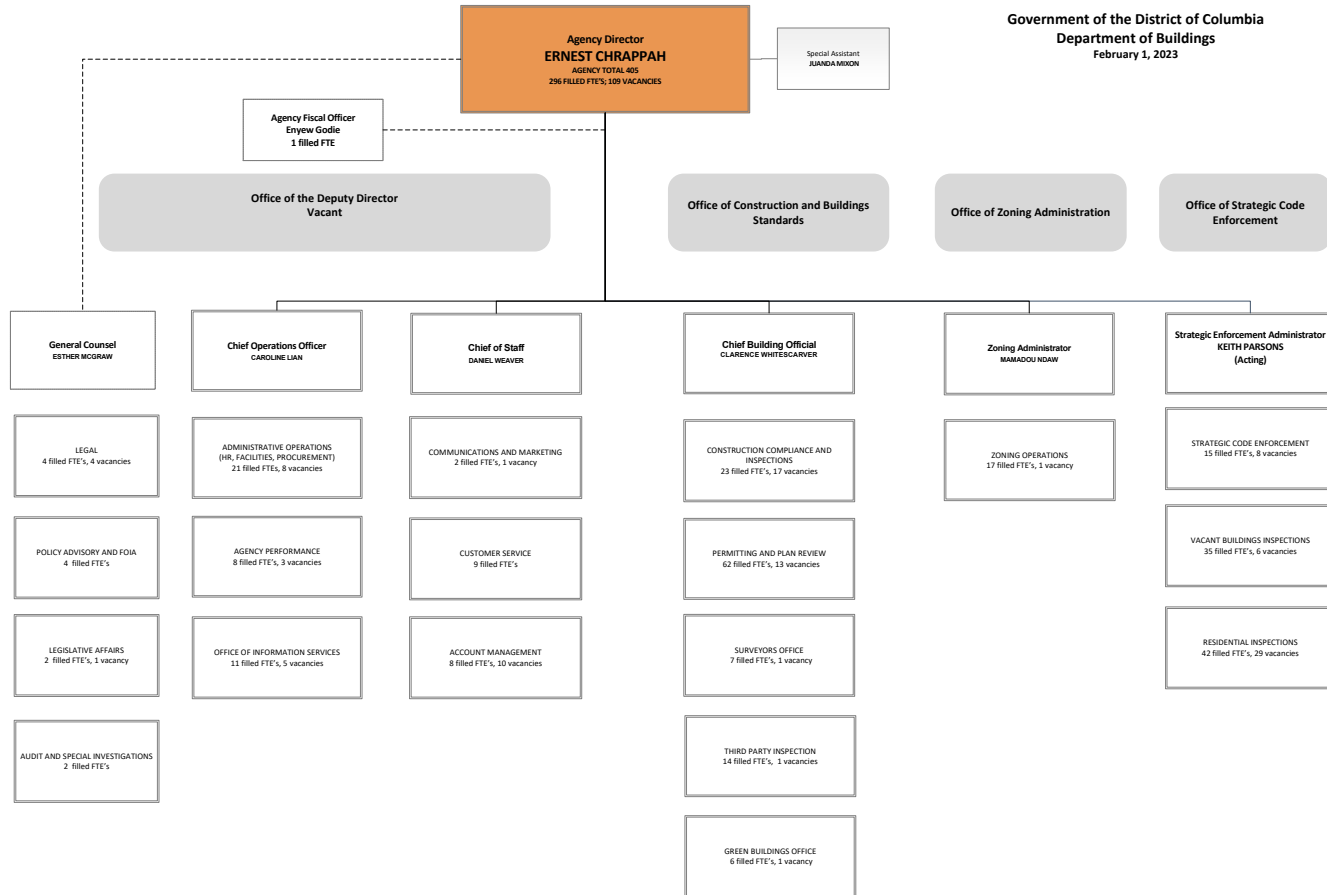 Government of the District of Columbia
Department of Buildings
February 1, 2023
Agency Director
ERNEST CHRAPPAH
AGENCY TOTAL 405
296 FILLED FTE'S; 109 VACANCIES
Special Assistant
JUANDA MIXON
Agency Fiscal Officer
Enyew Godie
1 filled FTE
Office of the Deputy Director
Vacant
Office of Construction and Buildings
Standards
Office of Zoning Administration
Office of Strategic Code
Enforcement
General Counsel
ESTHER MCGRAW
Chief Operations Officer
CAROLINE LIAN
Chief of Staff
DANIEL WEAVER
Chief Building Official
CLARENCE WHITESCARVER
Zoning Administrator
MAMADOU NDAW
Strategic Enforcement Administrator
KEITH PARSONS
(Acting)
LEGAL
4 filled FTE's, 4 vacancies
ADMINISTRATIVE OPERATIONS
(HR, FACILITIES, PROCUREMENT)
21 filled FTEs, 8 vacancies
COMMUNICATIONS AND MARKETING
2 filled FTE's, 1 vacancy
CONSTRUCTION COMPLIANCE AND
INSPECTIONS
23 filled FTE's, 17 vacancies
ZONING OPERATIONS
17 filled FTE's, 1 vacancy
STRATEGIC CODE ENFORCEMENT
15 filled FTE's, 8 vacancies
POLICY ADVISORY AND FOIA
4 filled FTE's
AGENCY PERFORMANCE
8 filled FTE's, 3 vacancies
CUSTOMER SERVICE
9 filled FTE's
PERMITTING AND PLAN REVIEW
62 filled FTE's, 13 vacancies
VACANT BUILDINGS INSPECTIONS
35 filled FTE's, 6 vacancies
LEGISLATIVE AFFAIRS
2 filled FTE's, 1 vacancy
OFFICE OF INFORMATION SERVICES
11 filled FTE's, 5 vacancies
ACCOUNT MANAGEMENT
8 filled FTE's, 10 vacancies
SURVEYORS OFFICE
7 filled FTE's, 1 vacancy
RESIDENTIAL INSPECTIONS
42 filled FTE's, 29 vacancies
AUDIT AND SPECIAL INVESTIGATIONS
2 filled FTE's
THIRD PARTY INSPECTION
14 filled FTE's, 1 vacancies
GREEN BUILDINGS OFFICE
6 filled FTE's, 1 vacancy